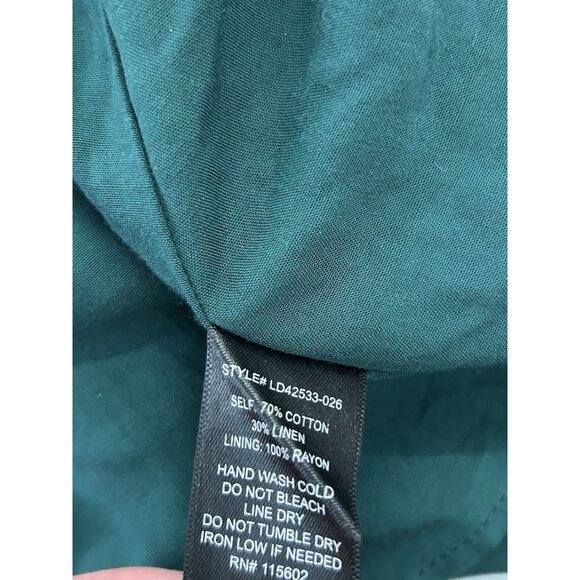 STYLE# LD42533-026
SELF: 70% COTTON
30% LINEN
LINING: 100% RAYON
HAND WASH COLD
DO NOT BLEACH
LINE DRY
DO NOT TUMBLE DRY
IRON LOW IF NEEDED
RN# 115602